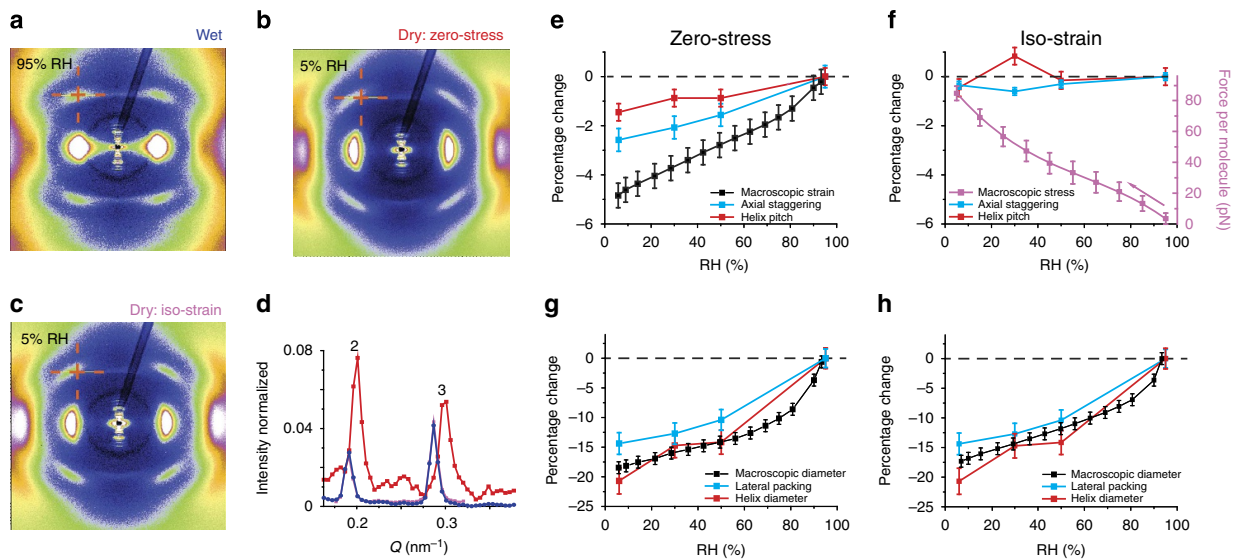 a
Wet
95% RH
b
Dry: zero-stress
5% RH
c
Dry: iso-strain
5% RH
d
Intensity normalized
0.08
0.04
0
2
3
0.2
0.3
Q (nm⁻¹)
e
Zero-stress
Percentage change
0
−2
−4
−6
Macroscopic strain
Axial staggering
Helix pitch
0
20
40
60
80
100
RH (%)
f
Iso-strain
Percentage change
0
−2
−4
−6
Macroscopic stress
Axial staggering
Helix pitch
0
20
40
60
80
100
RH (%)
Force per molecule (pN)
80
60
40
20
0
g
Percentage change
0
−5
−10
−15
−20
−25
Macroscopic diameter
Lateral packing
Helix diameter
0
20
40
60
80
100
RH (%)
h
Percentage change
0
−5
−10
−15
−20
−25
Macroscopic diameter
Lateral packing
Helix diameter
0
20
40
60
80
100
RH (%)